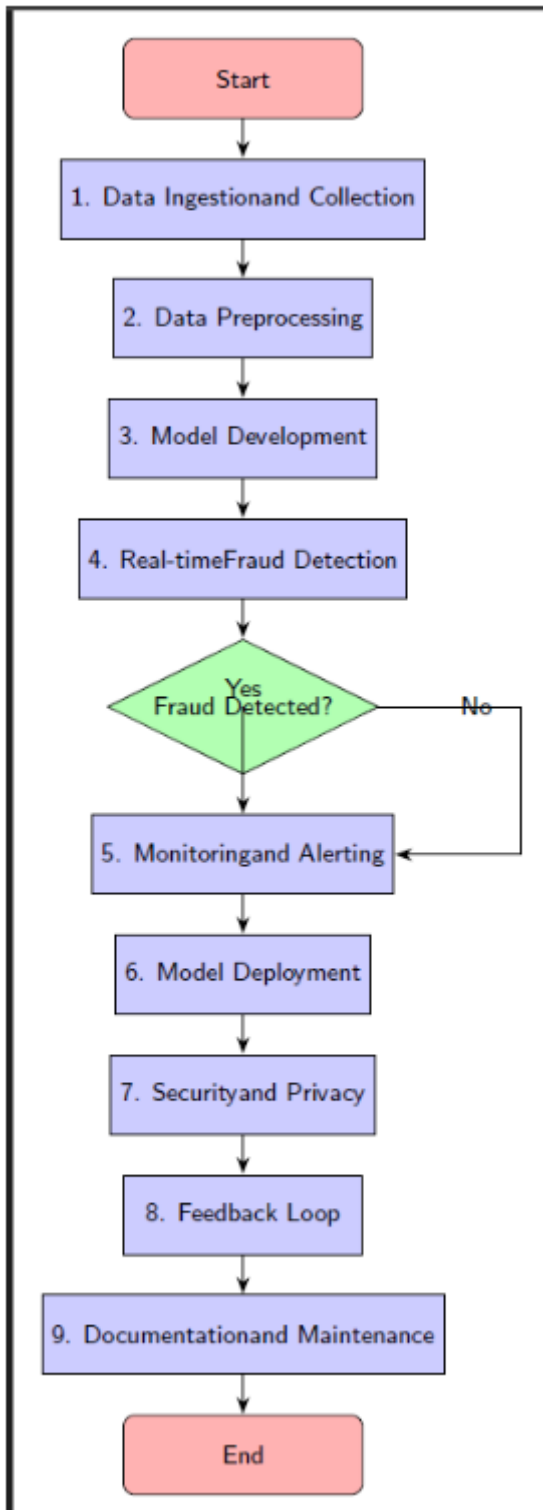 Start
1. Data Ingestionand Collection
2. Data Preprocessing
3. Model Development
4. Real-timeFraud Detection
Yes
Fraud Detected?
No
5. Monitoringand Alerting
6. Model Deployment
7. Securityand Privacy
8. Feedback Loop
9. Documentationand Maintenance
End